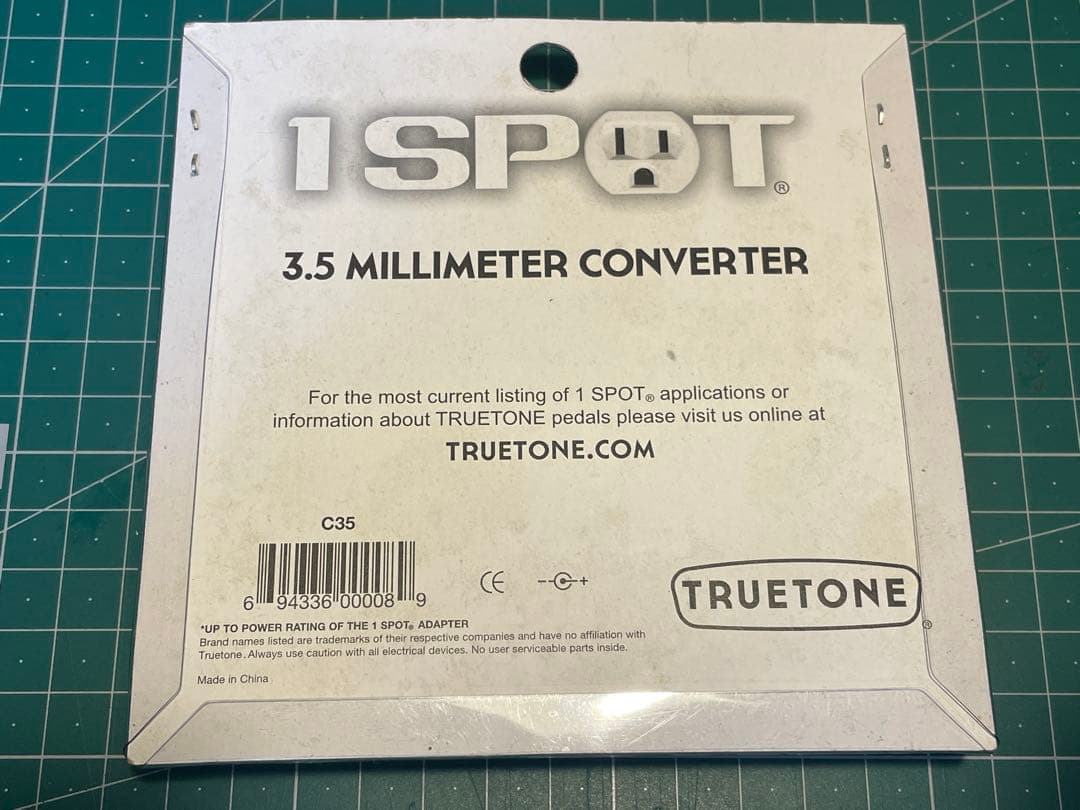 1 SPOT®
3.5 MILLIMETER CONVERTER
For the most current listing of 1 SPOT® applications or
information about TRUETONE pedals please visit us online at
TRUETONE.COM
C35
6 94336 00008 9
CE
- +
TRUETONE®
*UP TO POWER RATING OF THE 1 SPOT® ADAPTER
Brand names listed are trademarks of their respective companies and have no affiliation with
Truetone. Always use caution with all electrical devices. No user serviceable parts inside.
Made in China